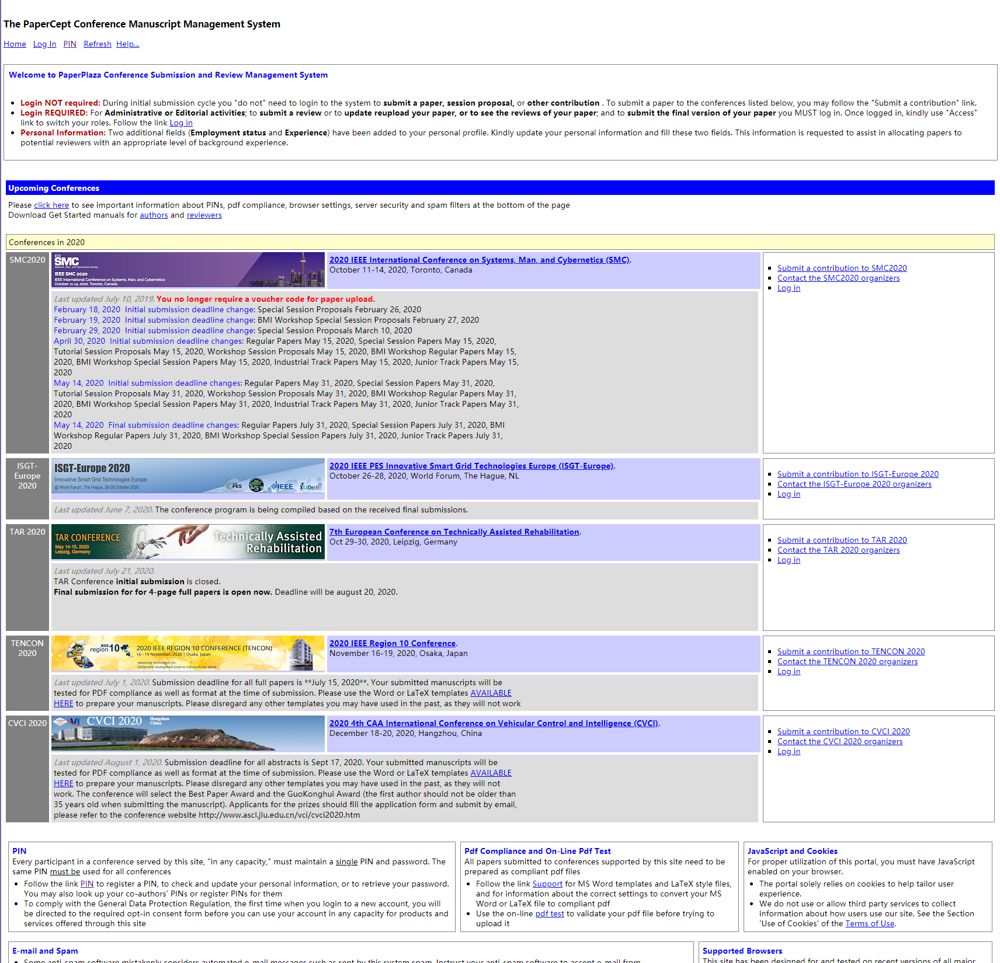 The PaperCept Conference Manuscript Management System
Home Log In PIN Refresh Help...
Welcome to PaperPlaza Conference Submission and Review Management System
Login NOT required: During initial submission cycle you "do not" need to login to the system to submit a paper, session proposal, or other contribution . To submit a paper to the conferences listed below, you may follow the "Submit a contribution" link.
Login REQUIRED: For Administrative or Editorial activities; to submit a review or to update reupload your paper, or to see the reviews of your paper; and to submit the final version of your paper you MUST log in. Once logged in, kindly use "Access"
link to switch your roles. Follow the link Log in
Personal Information: Two additional fields (Employment status and Experience) have been added to your personal profile. Kindly update your personal information and fill these two fields. This information is requested to assist in allocating papers to
potential reviewers with an appropriate level of background experience.
Upcoming Conferences
Please click here to see important information about PINs, pdf compliance, browser settings, server security and spam filters at the bottom of the page
Download Get Started manuals for authors and reviewers
Conferences in 2020
SMC2020
IEEE
SMC
Systems, Man, and Cybernetics Society
IEEE SMC 2020
IEEE International Conference on Systems, Man, and Cybernetics
October 11-14, 2020. Toronto, Canada
2020 IEEE International Conference on Systems, Man, and Cybernetics (SMC).
October 11-14, 2020, Toronto, Canada
Submit a contribution to SMC2020
Contact the SMC2020 organizers
Log in
Last updated July 10, 2019. You no longer require a voucher code for paper upload.
February 18, 2020 Initial submission deadline change: Special Session Proposals February 26, 2020
February 19, 2020 Initial submission deadline change: BMI Workshop Special Session Proposals February 27, 2020
February 29, 2020 Initial submission deadline change: Special Session Proposals March 10, 2020
April 30, 2020 Initial submission deadline changes: Regular Papers May 15, 2020, Special Session Papers May 15, 2020,
Tutorial Session Proposals May 15, 2020, Workshop Session Proposals May 15, 2020, BMI Workshop Regular Papers May 15,
2020, BMI Workshop Special Session Papers May 15, 2020, Industrial Track Papers May 15, 2020, Junior Track Papers May 15,
2020
May 14, 2020 Initial submission deadline changes: Regular Papers May 31, 2020, Special Session Papers May 31, 2020,
Tutorial Session Proposals May 31, 2020, Workshop Session Proposals May 31, 2020, BMI Workshop Regular Papers May 31,
2020, BMI Workshop Special Session Papers May 31, 2020, Industrial Track Papers May 31, 2020, Junior Track Papers May 31,
2020
May 14, 2020 Final submission deadline changes: Regular Papers July 31, 2020, Special Session Papers July 31, 2020, BMI
Workshop Regular Papers July 31, 2020, BMI Workshop Special Session Papers July 31, 2020, Junior Track Papers July 31,
2020
ISGT-
Europe
2020
ISGT-Europe 2020
Innovative Smart Grid Technologies Europe
@ World Forum, The Hague, 26-28 October 2020
PES ISGT IEEE TUDelft
2020 IEEE PES Innovative Smart Grid Technologies Europe (ISGT-Europe).
October 26-28, 2020, World Forum, The Hague, NL
Submit a contribution to ISGT-Europe 2020
Contact the ISGT-Europe 2020 organizers
Log in
Last updated June 7, 2020. The conference program is being compiled based on the received final submissions.
TAR 2020
TAR CONFERENCE
May 14-15, 2020
Leipzig, Germany
Technically Assisted
Rehabilitation
7th European Conference on Technically Assisted Rehabilitation.
Oct 29-30, 2020, Leipzig, Germany
Submit a contribution to TAR 2020
Contact the TAR 2020 organizers
Log in
Last updated July 21, 2020.
TAR Conference initial submission is closed.
Final submission for for 4-page full papers is open now. Deadline will be august 20, 2020.
TENCON
2020
IEEE
region 10
2020 IEEE REGION 10 CONFERENCE (TENCON)
16 - 19 November, 2020 | Osaka, Japan
Advancing Technologies for
Sustainable Development Goals to Transform Our World
2020 IEEE Region 10 Conference.
November 16-19, 2020, Osaka, Japan
Submit a contribution to TENCON 2020
Contact the TENCON 2020 organizers
Log in
Last updated July 1, 2020. Submission deadline for all full papers is **July 15, 2020**. Your submitted manuscripts will be
tested for PDF compliance as well as format at the time of submission. Please use the Word or LaTeX templates AVAILABLE
HERE to prepare your manuscripts. Please disregard any other templates you may have used in the past, as they will not work
CVCI 2020
CVCI 2020
Hangzhou
China
2020 4th CAA International Conference on Vehicular Control and Intelligence (CVCI).
December 18-20, 2020, Hangzhou, China
Submit a contribution to CVCI 2020
Contact the CVCI 2020 organizers
Log in
Last updated August 1, 2020. Submission deadline for all abstracts is Sept 17, 2020. Your submitted manuscripts will be
tested for PDF compliance as well as format at the time of submission. Please use the Word or LaTeX templates AVAILABLE
HERE to prepare your manuscripts. Please disregard any other templates you may have used in the past, as they will not
work. The conference will select the Best Paper Award and the GuoKonghui Award (the first author should not be older than
35 years old when submitting the manuscript). Applicants for the prizes should fill the application form and submit by email,
please refer to the conference website http://www.ascl.jlu.edu.cn/vci/cvci2020.htm
PIN
Every participant in a conference served by this site, "in any capacity," must maintain a single PIN and password. The
same PIN must be used for all conferences
Follow the link PIN to register a PIN, to check and update your personal information, or to retrieve your password.
You may also look up your co-authors' PINs or register PINs for them
To comply with the General Data Protection Regulation, the first time when you login to a new account, you will
be directed to the required opt-in consent form before you can use your account in any capacity for products and
services offered through this site
Pdf Compliance and On-Line Pdf Test
All papers submitted to conferences supported by this site need to be
prepared as compliant pdf files
Follow the link Support for MS Word templates and LaTeX style files,
and for information about the correct settings to convert your MS
Word or LaTeX file to compliant pdf
Use the on-line pdf test to validate your pdf file before trying to
upload it
JavaScript and Cookies
For proper utilization of this portal, you must have JavaScript
enabled on your browser.
The portal solely relies on cookies to help tailor user
experience.
We do not use or allow third party services to collect
information about how users use our site. See the Section
'Use of Cookies' of the Terms of Use.
E-mail and Spam
Some anti-spam software mistakenly considers automated e-mail messages such as sent by this system spam. Instruct your anti-spam software to accept e-mail from
Supported Browsers
This site has been designed for and tested on recent versions of all major